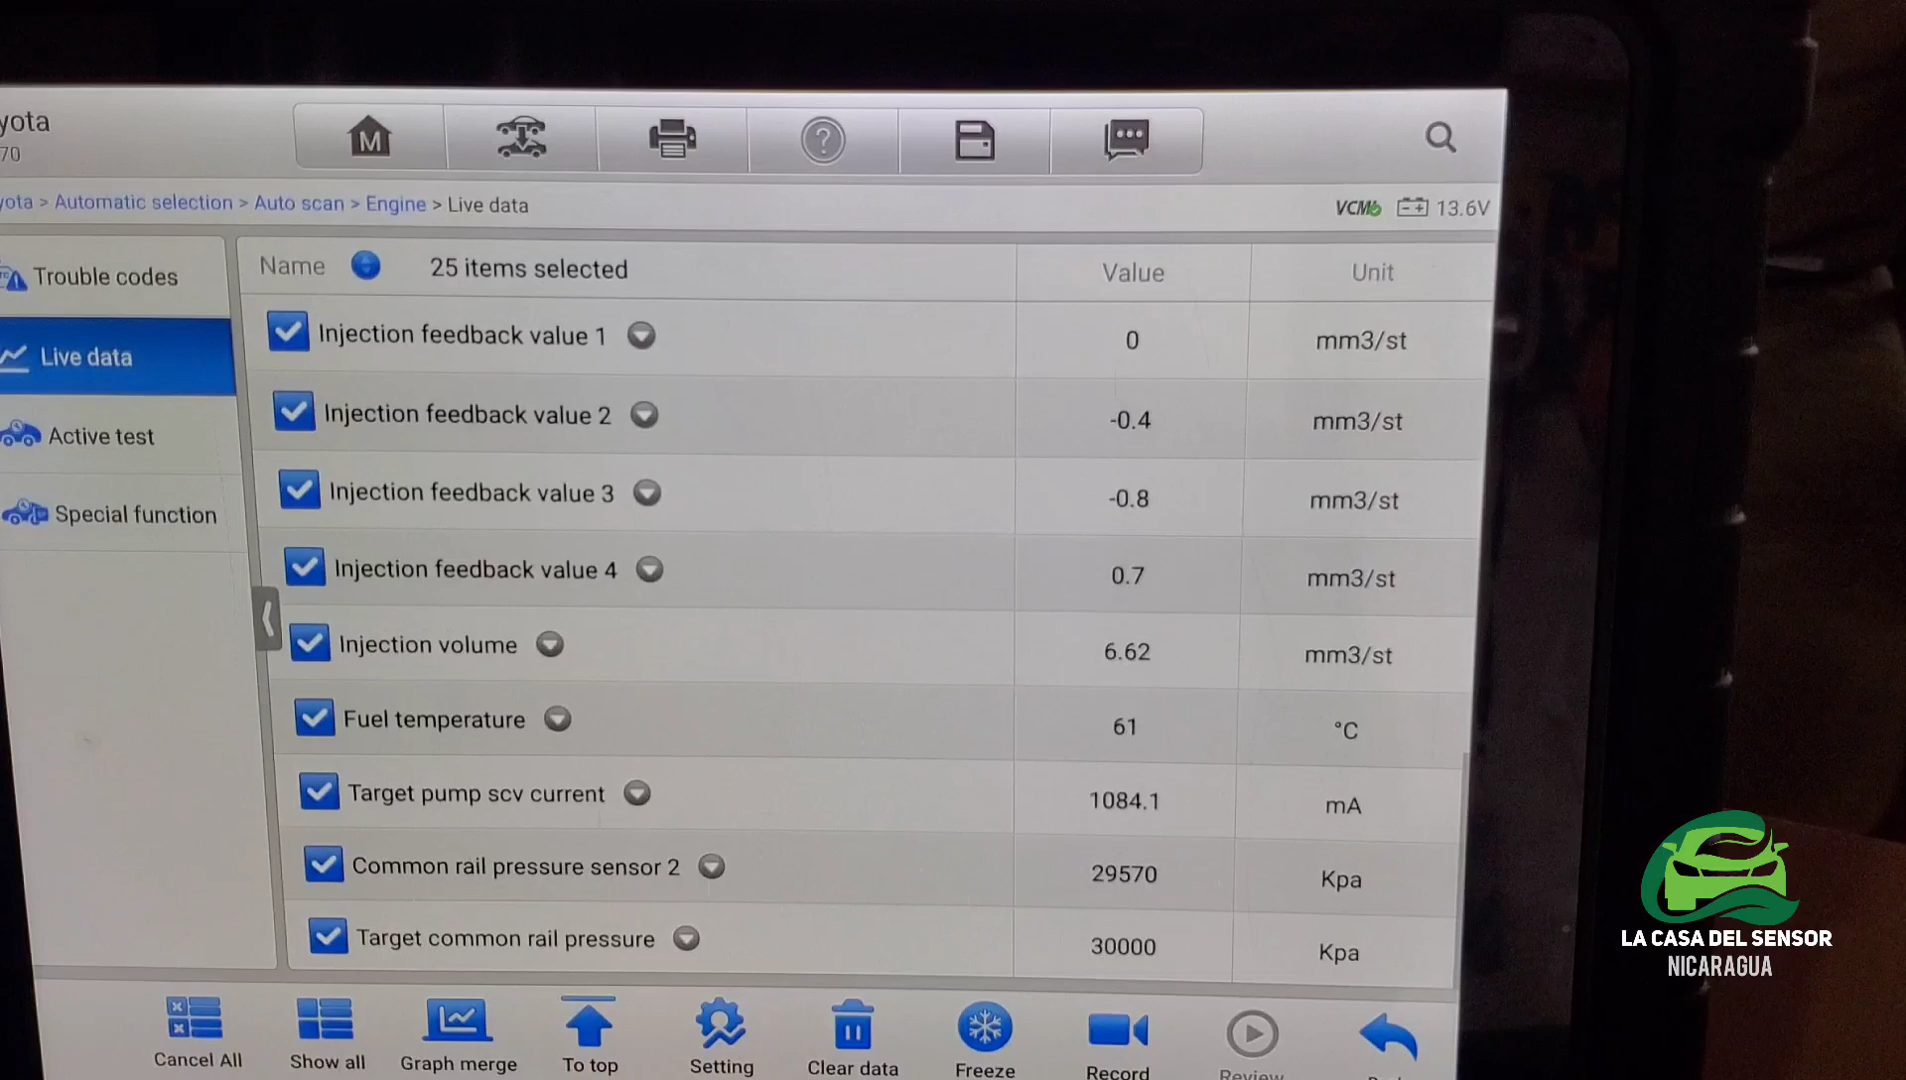 yota
70
M
?
yota > Automatic selection > Auto scan > Engine > Live data
VCMI 13.6V
Trouble codes
Live data
Active test
Special function
Name 25 items selected Value Unit
Injection feedback value 1 0 mm3/st
Injection feedback value 2 -0.4 mm3/st
Injection feedback value 3 -0.8 mm3/st
Injection feedback value 4 0.7 mm3/st
Injection volume 6.62 mm3/st
Fuel temperature 61 °C
Target pump scv current 1084.1 mA
Common rail pressure sensor 2 29570 Kpa
Target common rail pressure 30000 Kpa
Cancel All Show all Graph merge To top Setting Clear data Freeze Record Review
LA CASA DEL SENSOR
NICARAGUA